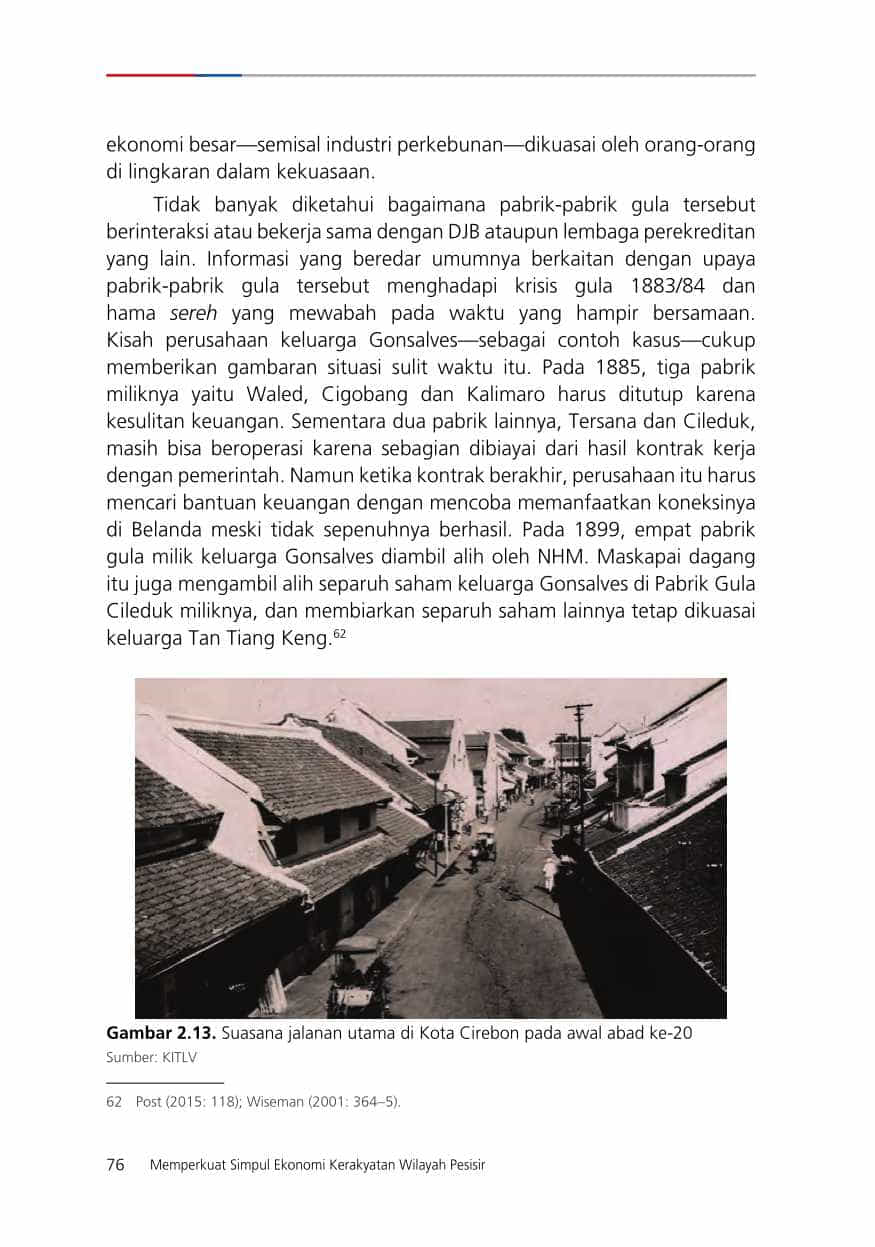 ekonomi besar—semisal industri perkebunan—dikuasai oleh orang-orang
di lingkaran dalam kekuasaan.
Tidak banyak diketahui bagaimana pabrik-pabrik gula tersebut
berinteraksi atau bekerja sama dengan DJB ataupun lembaga perekreditan
yang lain. Informasi yang beredar umumnya berkaitan dengan upaya
pabrik-pabrik gula tersebut menghadapi krisis gula 1883/84 dan
hama sereh yang mewabah pada waktu yang hampir bersamaan.
Kisah perusahaan keluarga Gonsalves—sebagai contoh kasus—cukup
memberikan gambaran situasi sulit waktu itu. Pada 1885, tiga pabrik
miliknya yaitu Waled, Cigobang dan Kalimaro harus ditutup karena
kesulitan keuangan. Sementara dua pabrik lainnya, Tersana dan Cileduk,
masih bisa beroperasi karena sebagian dibiayai dari hasil kontrak kerja
dengan pemerintah. Namun ketika kontrak berakhir, perusahaan itu harus
mencari bantuan keuangan dengan mencoba memanfaatkan koneksinya
di Belanda meski tidak sepenuhnya berhasil. Pada 1899, empat pabrik
gula milik keluarga Gonsalves diambil alih oleh NHM. Maskapai dagang
itu juga mengambil alih separuh saham keluarga Gonsalves di Pabrik Gula
Cileduk miliknya, dan membiarkan separuh saham lainnya tetap dikuasai
keluarga Tan Tiang Keng.62
Gambar 2.13. Suasana jalanan utama di Kota Cirebon pada awal abad ke-20
Sumber: KITLV
62 Post (2015: 118); Wiseman (2001: 364–5).
76 Memperkuat Simpul Ekonomi Kerakyatan Wilayah Pesisir